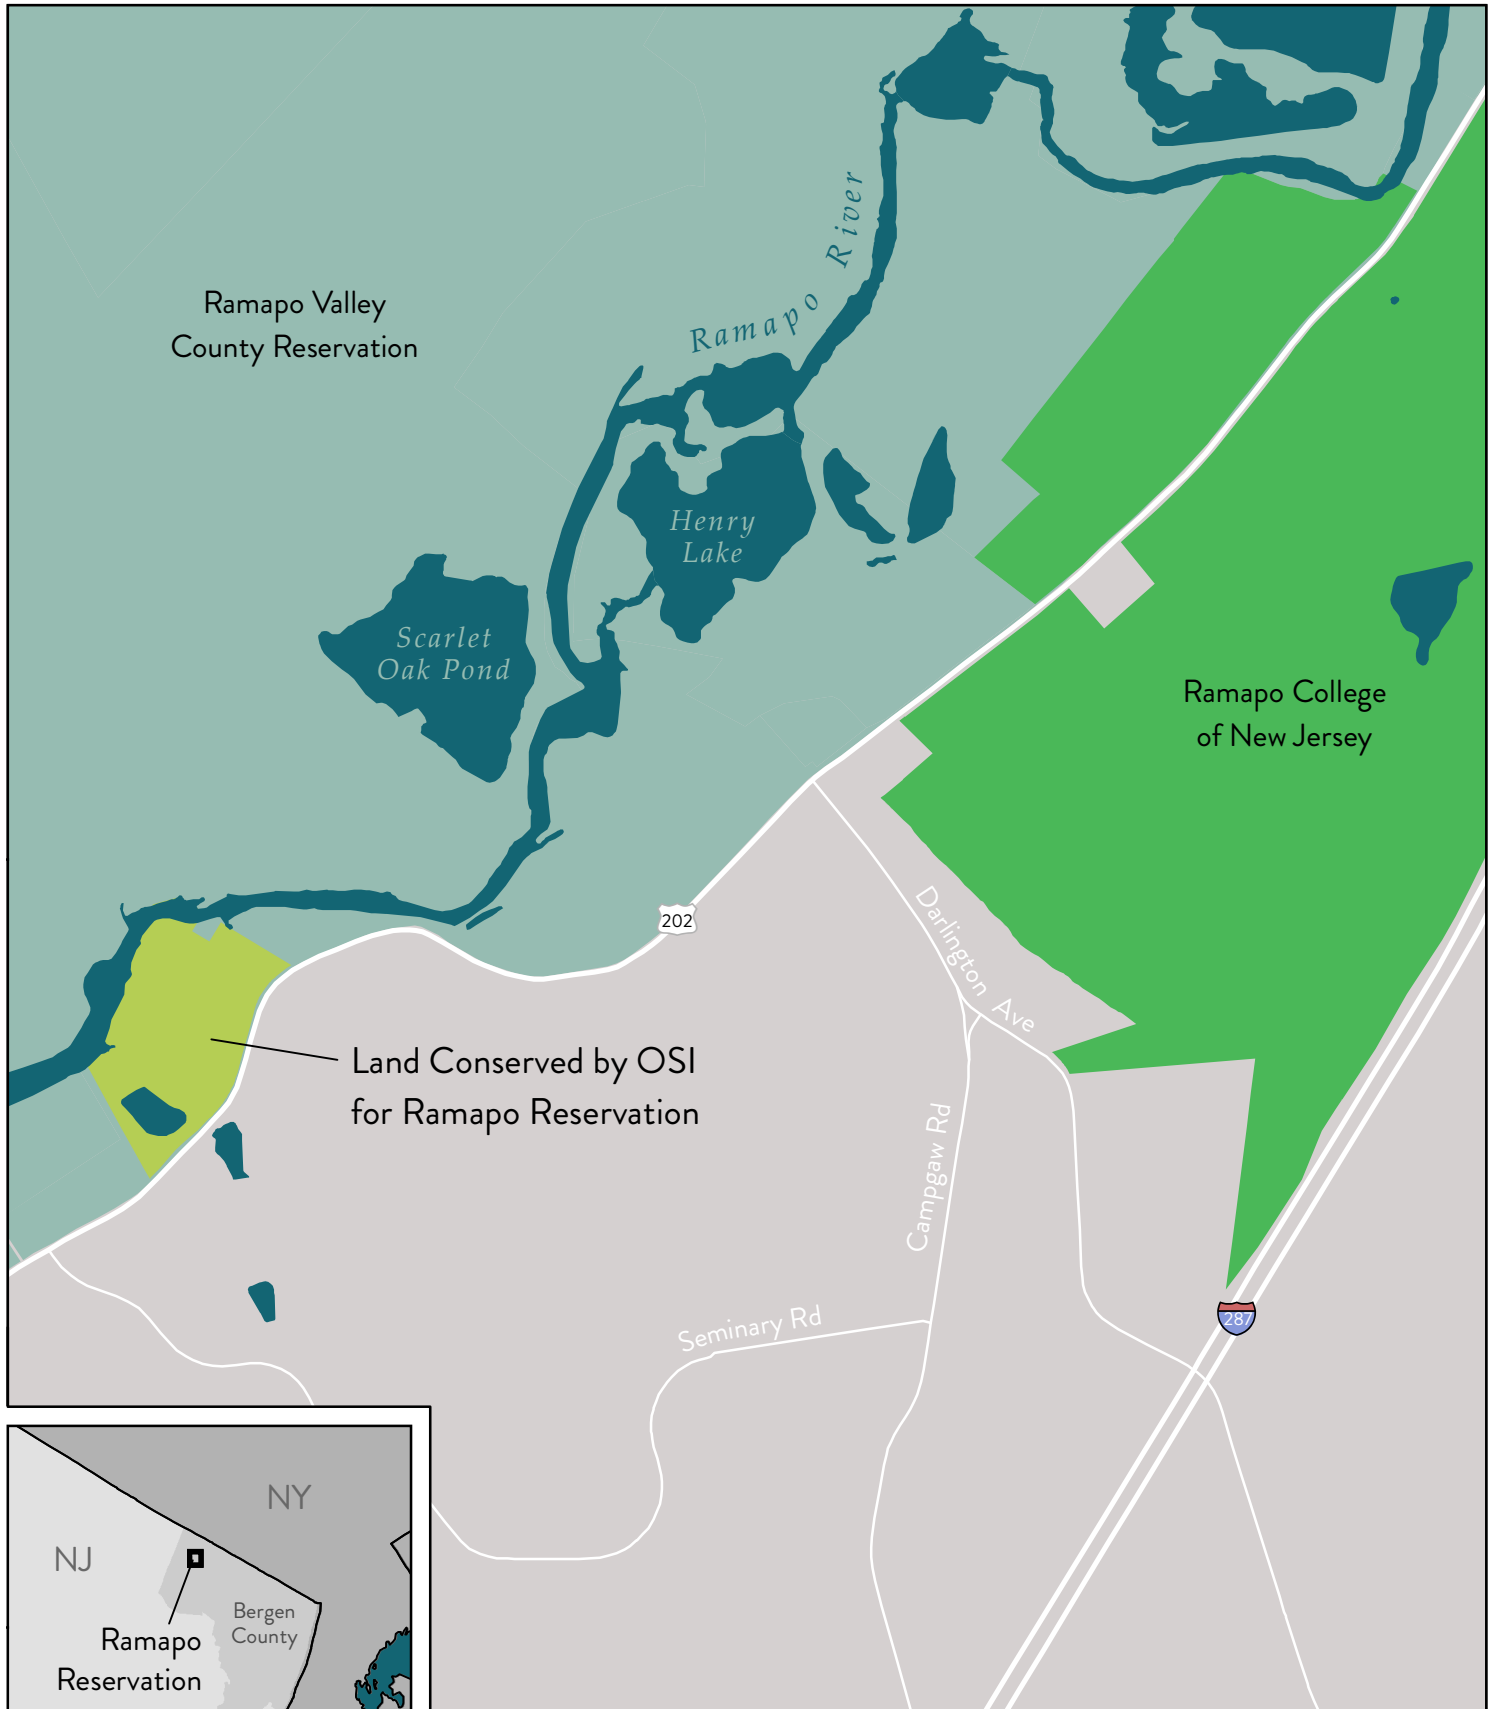 Ramapo River
Ramapo Valley
County Reservation
Henry
Lake
Scarlet
Oak Pond
Ramapo College
of New Jersey
202
Darlington Ave
Land Conserved by OSI
for Ramapo Reservation
Campgaw Rd
Seminary Rd
287
NY
NJ
Bergen
County
Ramapo
Reservation